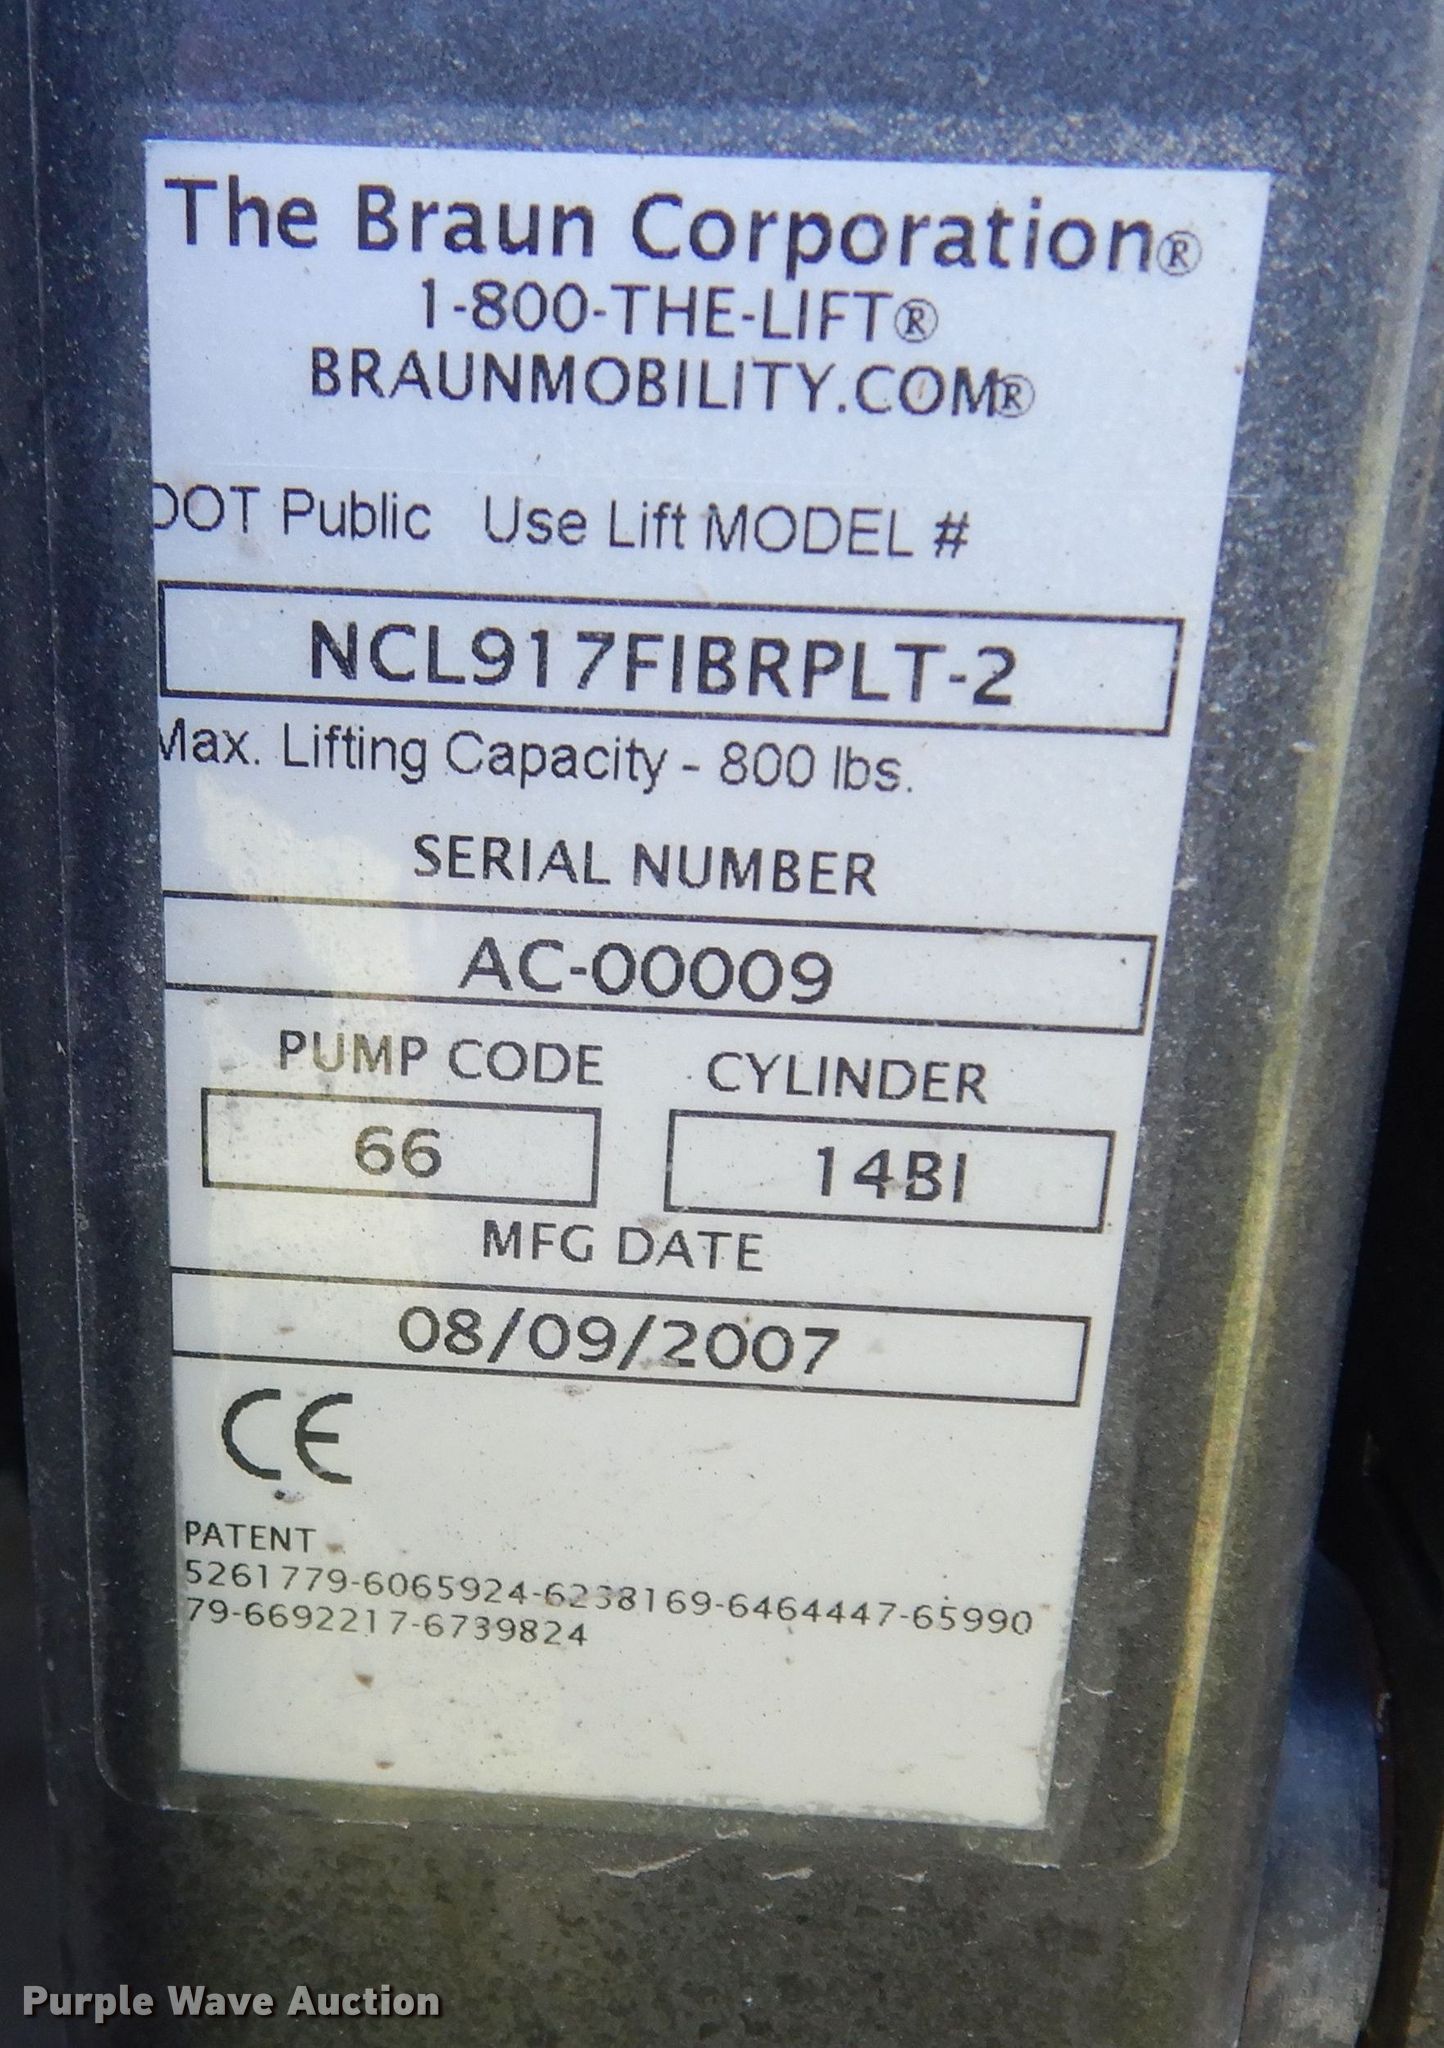 The Braun Corporation®
1-800-THE-LIFT®
BRAUNMOBILITY.COM®
DOT Public Use Lift MODEL #
NCL917FIBRPLT-2
Max. Lifting Capacity - 800 lbs.
SERIAL NUMBER
AC-00009
PUMP CODE CYLINDER
66 14BI
MFG DATE
08/09/2007
CE
PATENT
5261779-6065924-6238169-6464447-65990
79-6692217-6739824
Purple Wave Auction